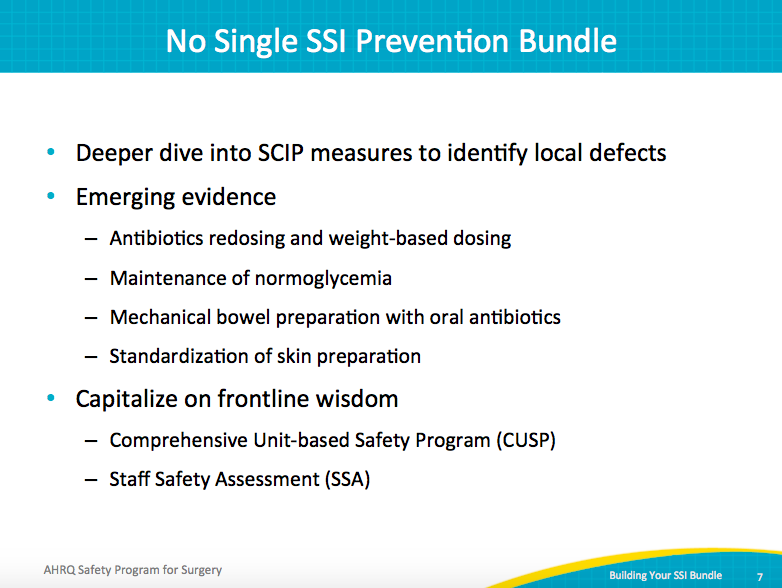 No Single SSI Prevention Bundle
• Deeper dive into SCIP measures to identify local defects
• Emerging evidence
– Antibiotics redosing and weight-based dosing
– Maintenance of normoglycemia
– Mechanical bowel preparation with oral antibiotics
– Standardization of skin preparation
• Capitalize on frontline wisdom
– Comprehensive Unit-based Safety Program (CUSP)
– Staff Safety Assessment (SSA)
AHRQ Safety Program for Surgery
Building Your SSI Bundle 7